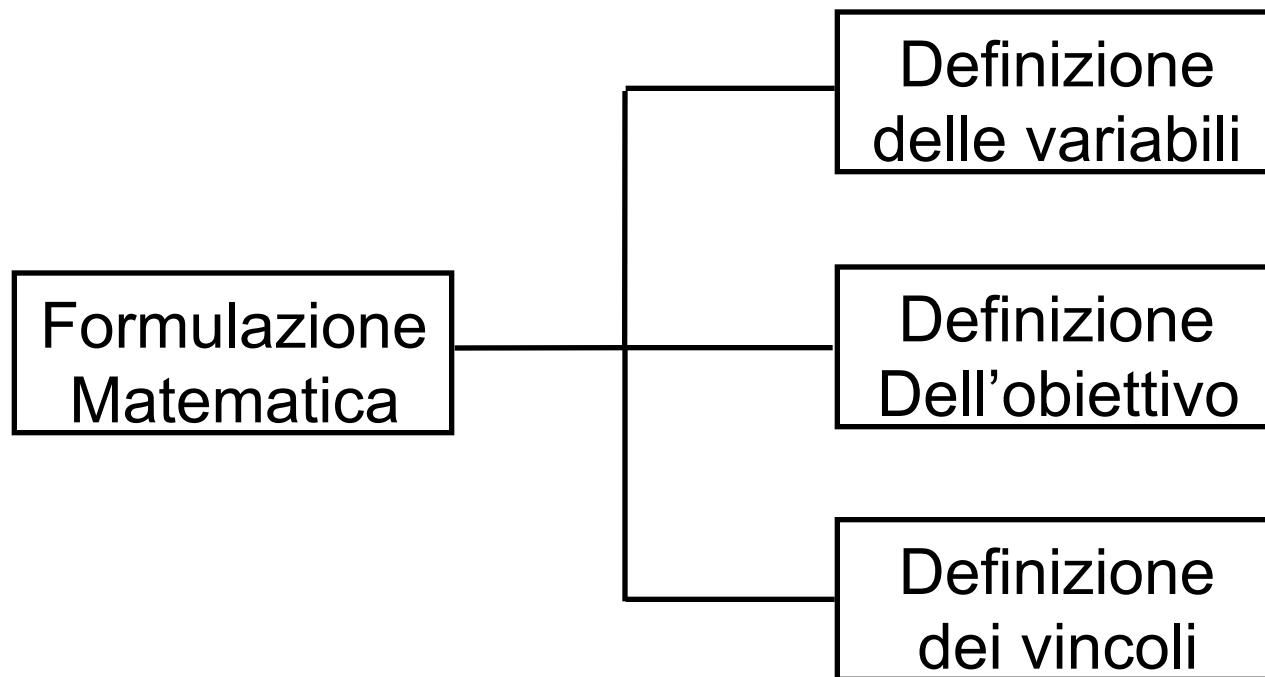 Definizione
delle variabili
Formulazione
Matematica
Definizione
Dell’obiettivo
Definizione
dei vincoli